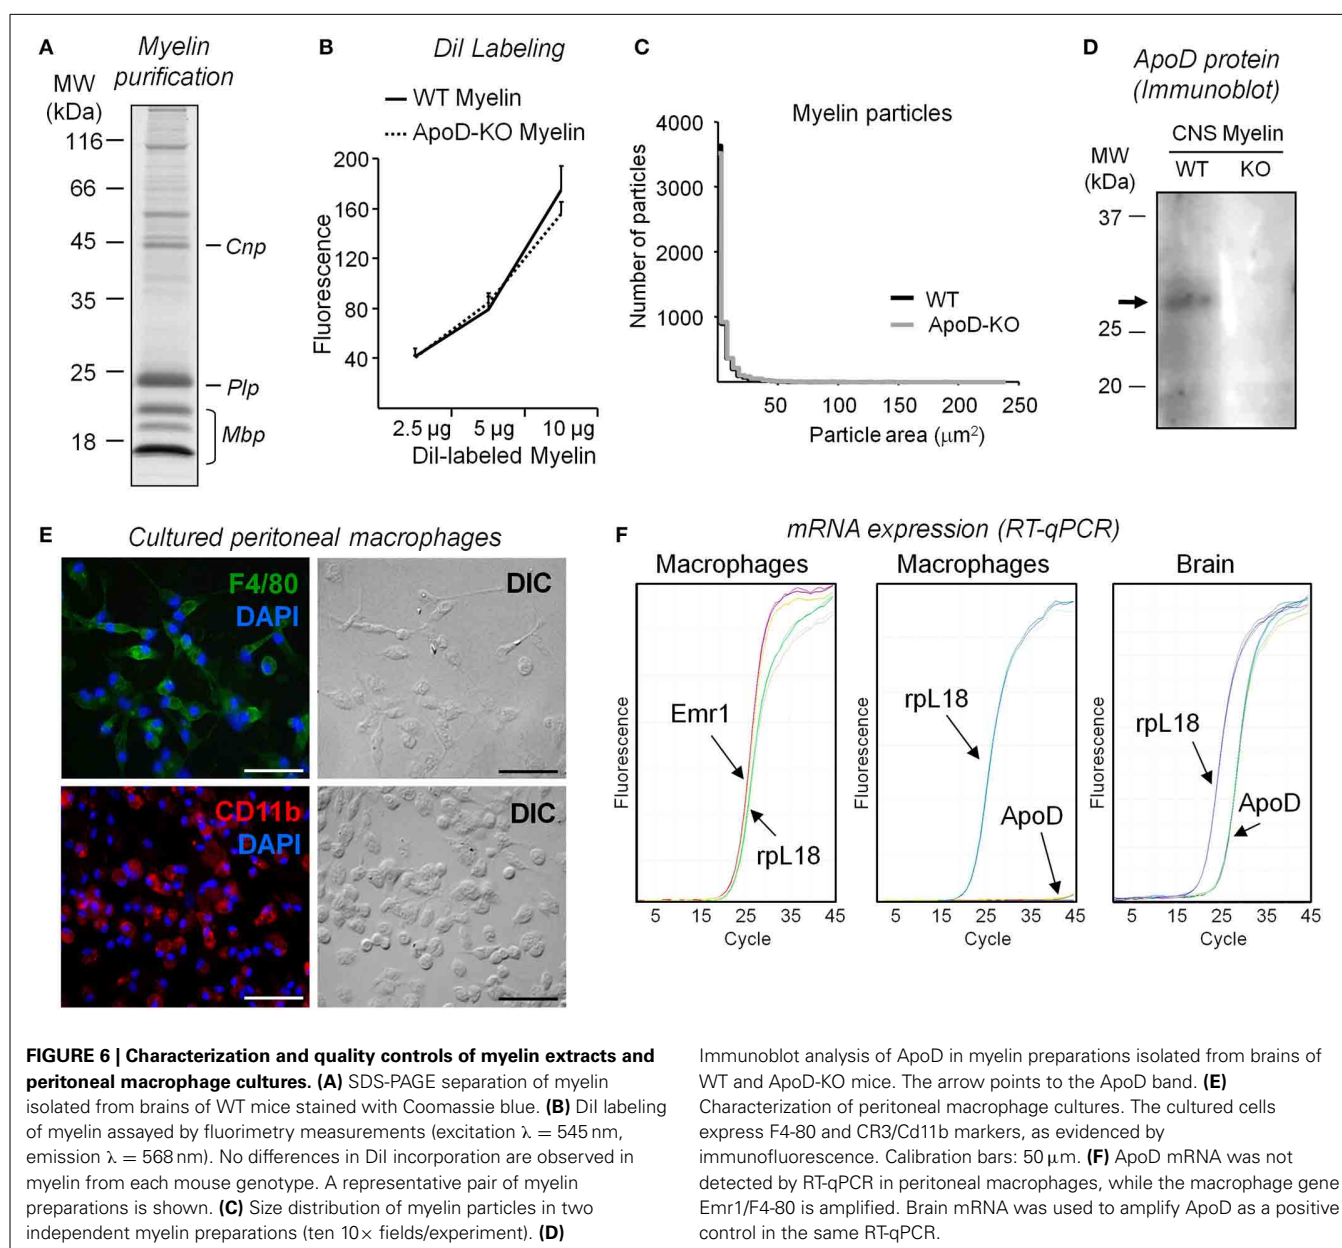 A
Myelin
purification
MW
(kDa)
116
66
45
35
25
18
Cnp
Plp
Mbp
B
DiI Labeling
WT Myelin
ApoD-KO Myelin
200
160
120
80
40
Fluorescence
2.5 µg 5 µg 10 µg
DiI-labeled Myelin
C
Myelin particles
4000
3000
2000
1000
Number of particles
WT
ApoD-KO
50 100 150 200 250
Particle area (µm²)
D
ApoD protein
(Immunoblot)
CNS Myelin
MW
(kDa)
WT KO
37
25
20
E
Cultured peritoneal macrophages
F4/80
DAPI
DIC
CD11b
DAPI
DIC
F
mRNA expression (RT-qPCR)
Macrophages
Fluorescence
Emr1
rpL18
5 15 25 35 45
Cycle
Macrophages
Fluorescence
rpL18
ApoD
5 15 25 35 45
Cycle
Brain
Fluorescence
rpL18
ApoD
5 15 25 35 45
Cycle
FIGURE 6 | Characterization and quality controls of myelin extracts and
peritoneal macrophage cultures. (A) SDS-PAGE separation of myelin
isolated from brains of WT mice stained with Coomassie blue. (B) DiI labeling
of myelin assayed by fluorimetry measurements (excitation λ = 545 nm,
emission λ = 568 nm). No differences in DiI incorporation are observed in
myelin from each mouse genotype. A representative pair of myelin
preparations is shown. (C) Size distribution of myelin particles in two
independent myelin preparations (ten 10× fields/experiment). (D)
Immunoblot analysis of ApoD in myelin preparations isolated from brains of
WT and ApoD-KO mice. The arrow points to the ApoD band. (E)
Characterization of peritoneal macrophage cultures. The cultured cells
express F4-80 and CR3/Cd11b markers, as evidenced by
immunofluorescence. Calibration bars: 50 µm. (F) ApoD mRNA was not
detected by RT-qPCR in peritoneal macrophages, while the macrophage gene
Emr1/F4-80 is amplified. Brain mRNA was used to amplify ApoD as a positive
control in the same RT-qPCR.